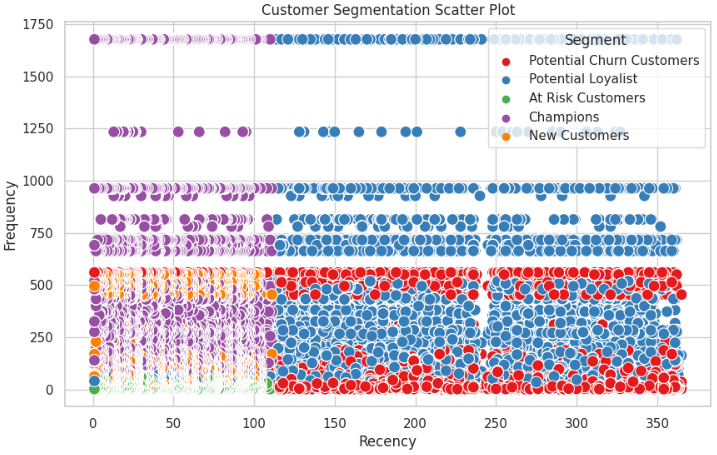 Customer Segmentation Scatter Plot
1750
1500
1250
1000
750
500
250
0
Frequency
Segment
Potential Churn Customers
Potential Loyalist
At Risk Customers
Champions
New Customers
0 50 100 150 200 250 300 350
Recency